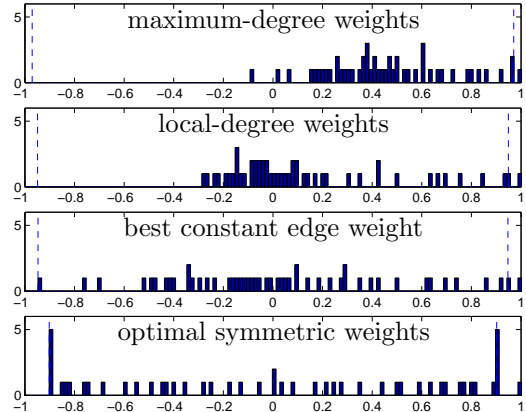 5
maximum-degree weights
0
−1 −0.8 −0.6 −0.4 −0.2 0 0.2 0.4 0.6 0.8 1
5
local-degree weights
0
−1 −0.8 −0.6 −0.4 −0.2 0 0.2 0.4 0.6 0.8 1
5
best constant edge weight
0
−1 −0.8 −0.6 −0.4 −0.2 0 0.2 0.4 0.6 0.8 1
5
optimal symmetric weights
0
−1 −0.8 −0.6 −0.4 −0.2 0 0.2 0.4 0.6 0.8 1